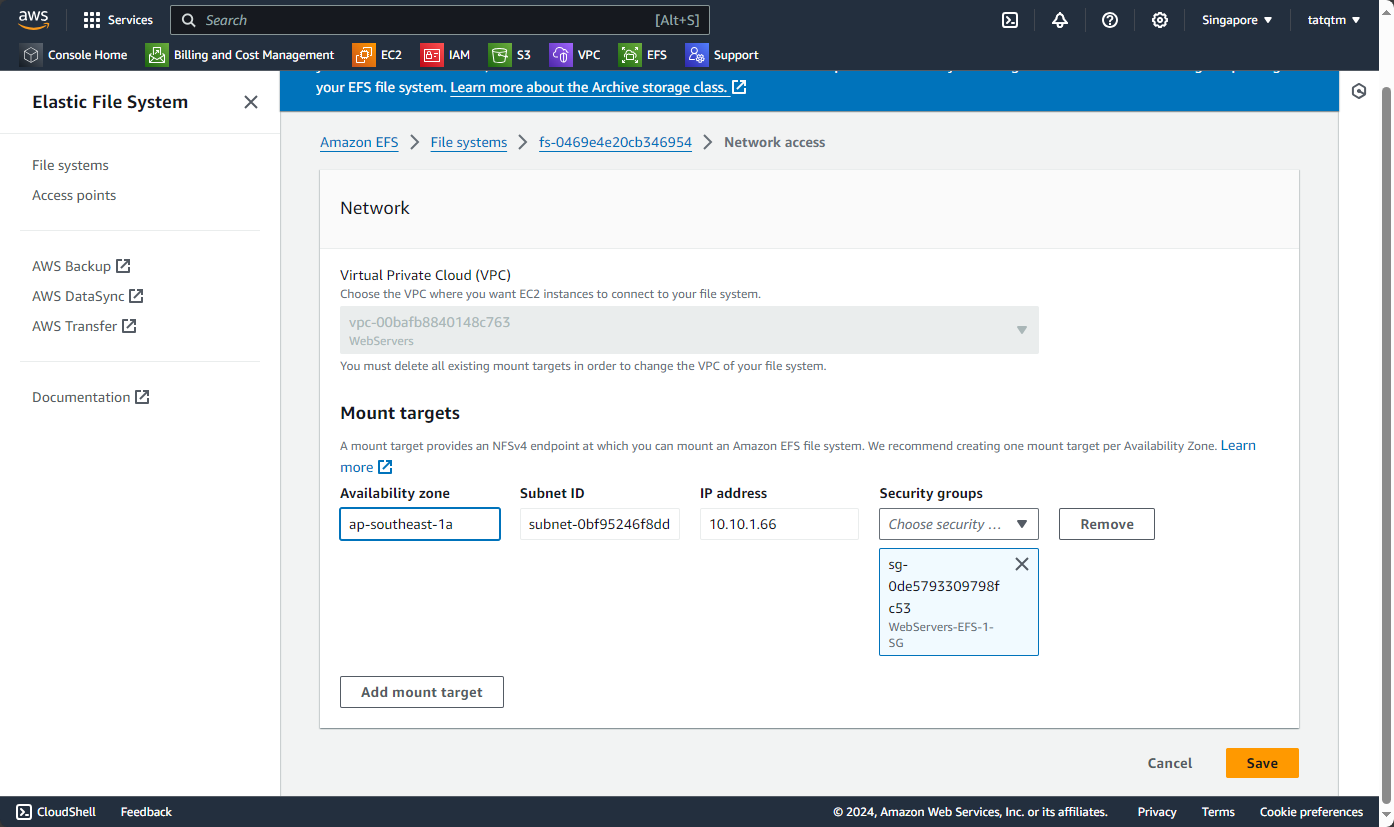 aws
Services
Search
[Alt+S]
Singapore
tatqtm
Console Home
Billing and Cost Management
EC2
IAM
S3
VPC
EFS
Support
Elastic File System
File systems
Access points
AWS Backup
AWS DataSync
AWS Transfer
Documentation
your EFS file system. Learn more about the Archive storage class.
Amazon EFS
File systems
fs-0469e4e20cb346954
Network access
Network
Virtual Private Cloud (VPC)
Choose the VPC where you want EC2 instances to connect to your file system.
vpc-00bafb8840148c763
WebServers
You must delete all existing mount targets in order to change the VPC of your file system.
Mount targets
A mount target provides an NFSv4 endpoint at which you can mount an Amazon EFS file system. We recommend creating one mount target per Availability Zone. Learn
more
Availability zone
Subnet ID
IP address
Security groups
ap-southeast-1a
subnet-0bf95246f8dd
10.10.1.66
Choose security ...
Remove
sg-
0de5793309798f
c53
WebServers-EFS-1-
SG
Add mount target
Cancel
Save
CloudShell
Feedback
© 2024, Amazon Web Services, Inc. or its affiliates.
Privacy
Terms
Cookie preferences